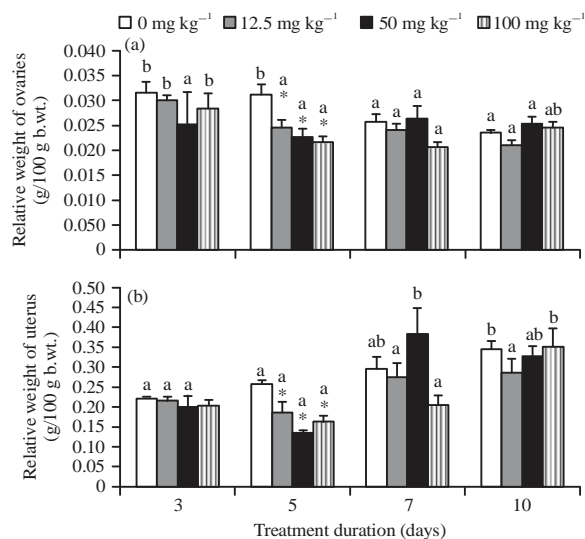 0 mg kg⁻¹ 12.5 mg kg⁻¹ 50 mg kg⁻¹ 100 mg kg⁻¹
(a)
Relative weight of ovaries
(g/100 g b.wt.)
0.040
0.035
0.030
0.025
0.020
0.015
0.010
0.050
0
b b a b
b a a a
* * *
a a a a
a a a ab
(b)
Relative weight of uterus
(g/100 g b.wt.)
0.50
0.45
0.40
0.35
0.30
0.25
0.20
0.15
0.10
0.05
0
a a a
a a a a
* * *
ab a b a
b a ab b
3 5 7 10
Treatment duration (days)